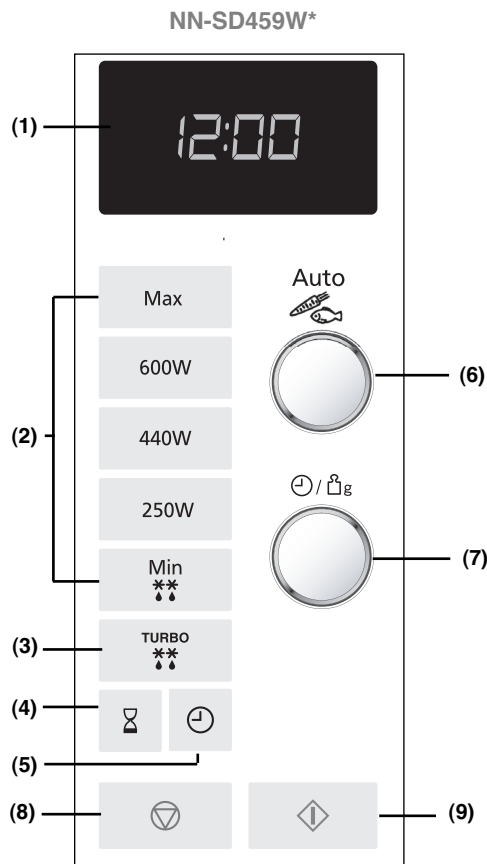 NN-SD459W*
(1)
12:00
Auto
(2)
Max
600W
440W
250W
Min
(6)
/ g
(7)
(3)
TURBO
(4)
(5)
(8)
(9)